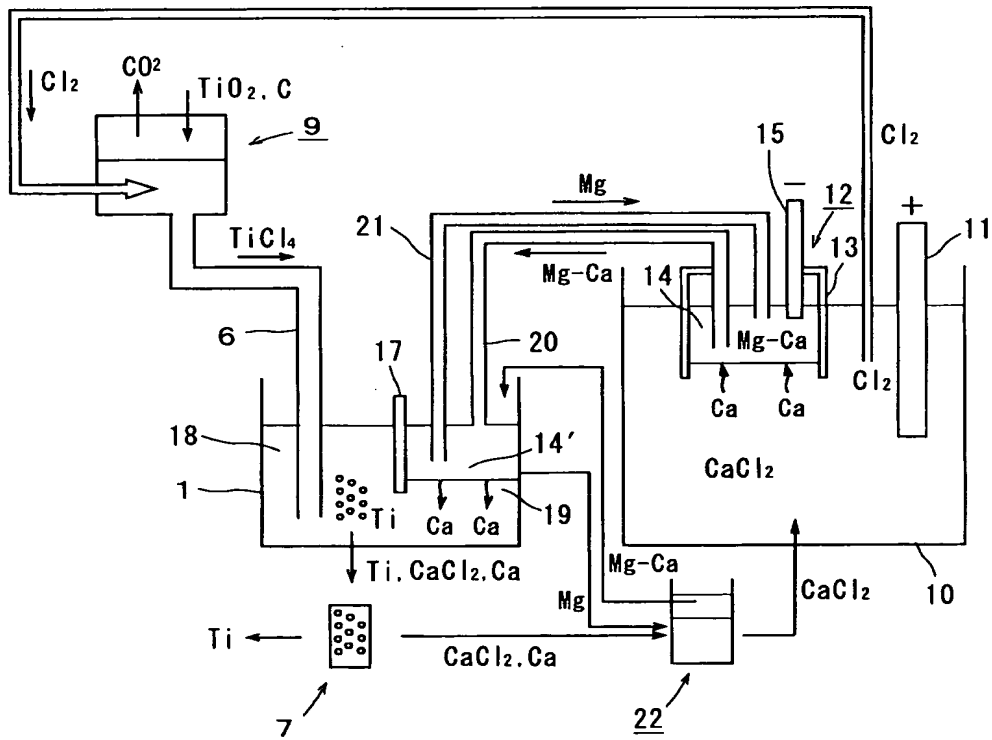 Cl₂
CO²
TiO₂, C
9
Cl₂
15
−
12
+
11
Mg
21
13
TiCl₄
Mg-Ca
14
6
20
Mg-Ca
17
Cl₂
Ca Ca
18
14′
CaCl₂
1
Ti
Ca Ca
19
Ti, CaCl₂, Ca
Mg-Ca
10
Mg
CaCl₂
Ti
CaCl₂, Ca
7
22